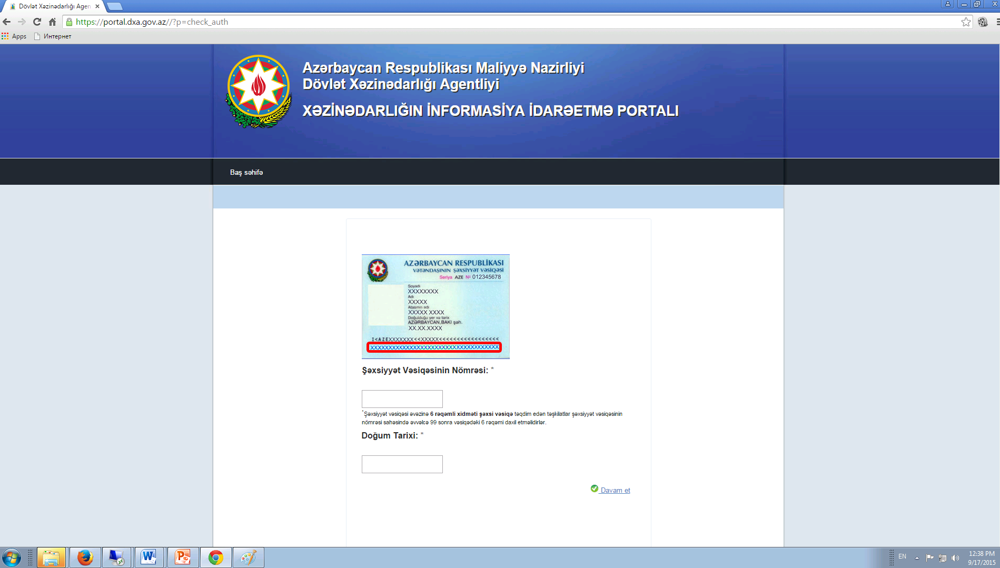 Dövlət Xəzinədarlığı Agen
https://portal.dxa.gov.az//?p=check_auth
Apps
Интернет
Azərbaycan Respublikası Maliyyə Nazirliyi
Dövlət Xəzinədarlığı Agentliyi
XƏZİNƏDARLIĞIN İNFORMASİYA İDARƏETMƏ PORTALI
Baş səhifə
AZƏRBAYCAN RESPUBLİKASI
VƏTƏNDAŞININ ŞƏXSİYYƏT VƏSİQƏSİ
Seriya AZE № 012345678
Soyadı
XXXXXXXX
Adı
XXXXX
Atasının adı
XXXXX XXXX
Doğulduğu yer və tarix
AZƏRBAYCAN,BAKI şəh.
XX.XX.XXXX
I<AZEXXXXXXX<<XXXXX<<<<<<<<<<<<<<<<<<
XXXXXXXXXXXXXXXXXXXXXXXXXXXXXXXXXXXX
Şəxsiyyət Vəsiqəsinin Nömrəsi: *
*Şəxsiyyət vəsiqəsi əvəzinə 6 rəqəmli xidməti şəxsi vəsiqə təqdim edən təşkilatlar şəxsiyyət vəsiqəsinin
nömrəsi sahəsində əvvəlcə 99 sonra vəsiqədəki 6 rəqəmi daxil etməlidirlər.
Doğum Tarixi: *
Davam et
EN
12:38 PM
9/17/2015